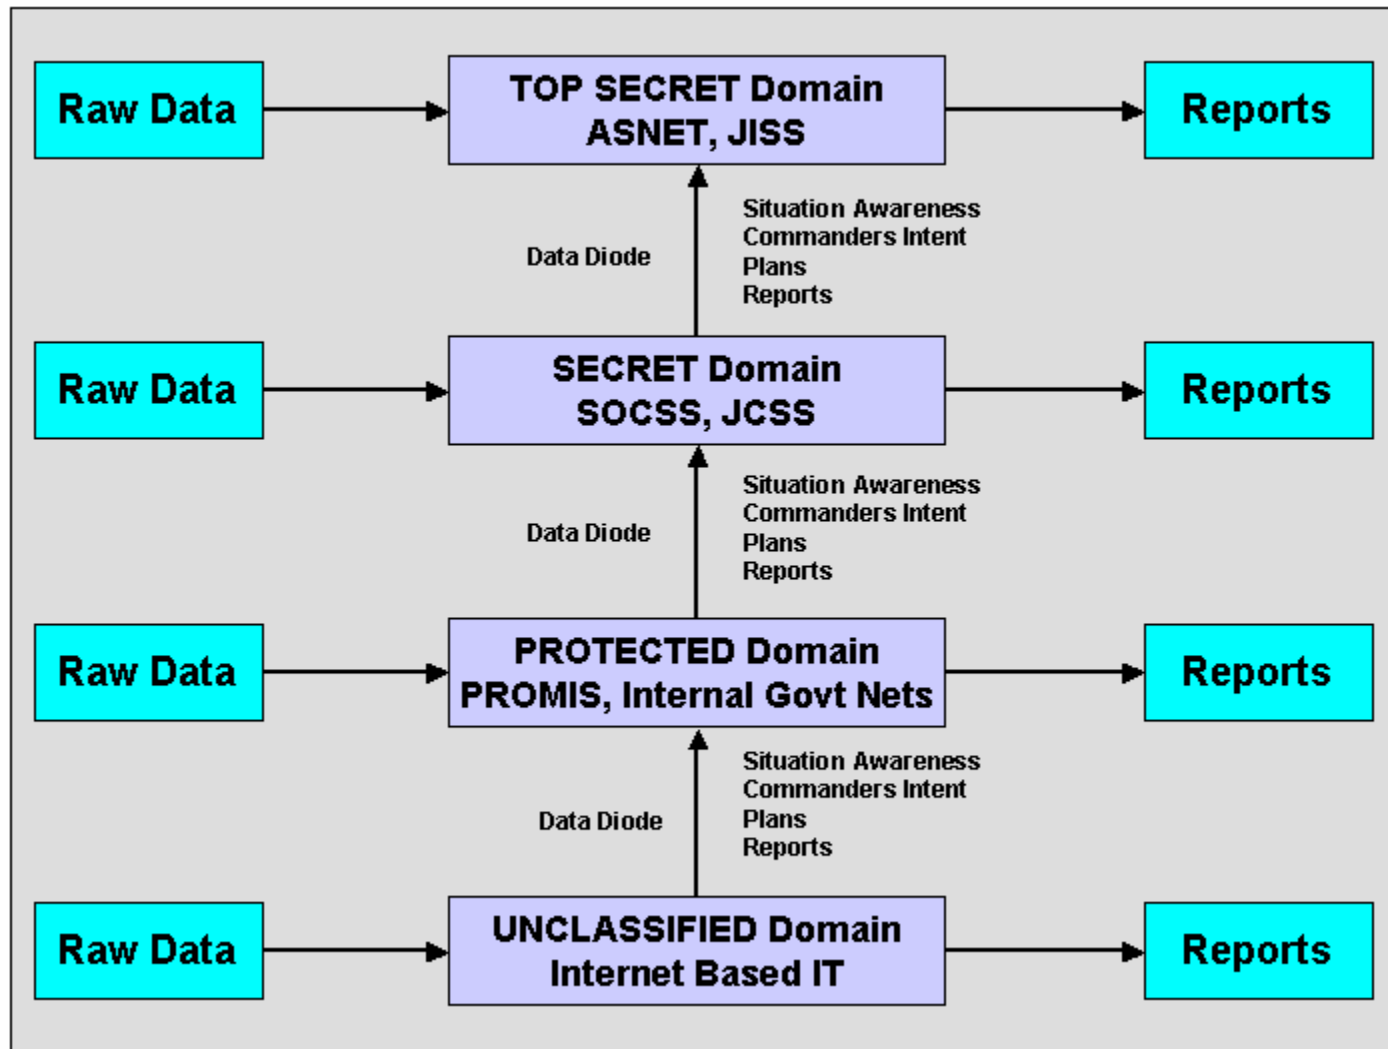 Raw Data
TOP SECRET Domain
ASNET, JISS
Reports
Data Diode
Situation Awareness
Commanders Intent
Plans
Reports
Raw Data
SECRET Domain
SOCSS, JCSS
Reports
Data Diode
Situation Awareness
Commanders Intent
Plans
Reports
Raw Data
PROTECTED Domain
PROMIS, Internal Govt Nets
Reports
Data Diode
Situation Awareness
Commanders Intent
Plans
Reports
Raw Data
UNCLASSIFIED Domain
Internet Based IT
Reports